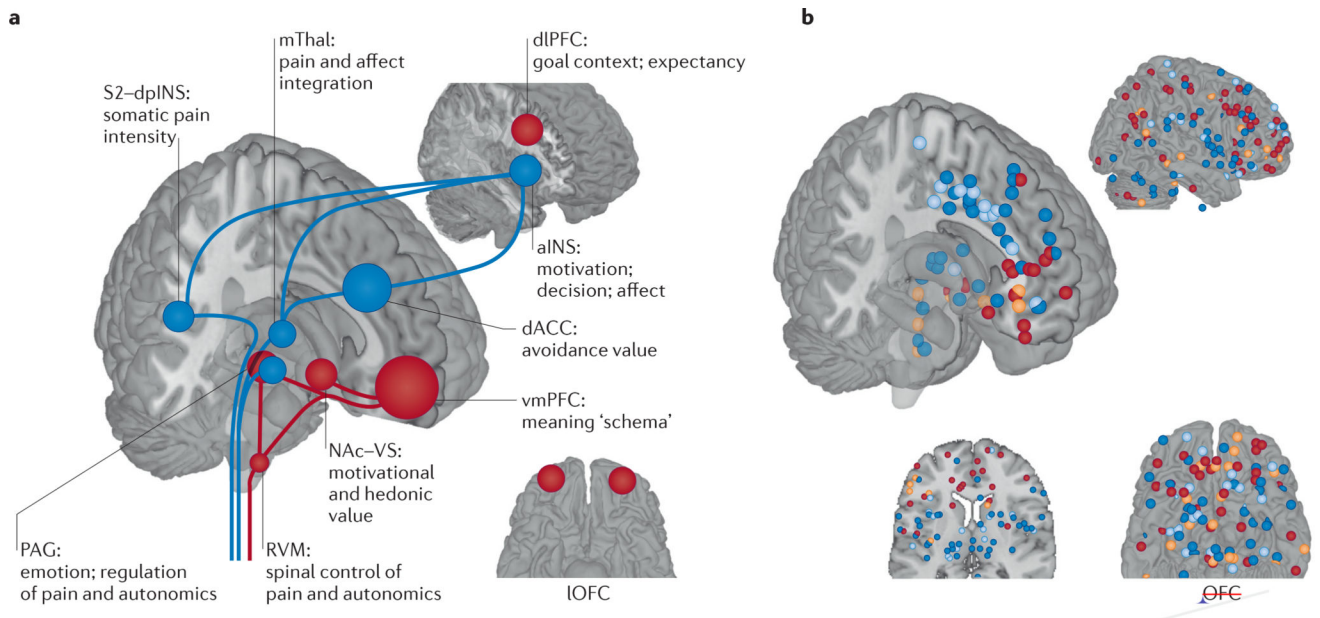 a
b
mThal:
pain and affect
integration
dlPFC:
goal context; expectancy
S2–dpINS:
somatic pain
intensity
aINS:
motivation;
decision; affect
dACC:
avoidance value
vmPFC:
meaning ‘schema’
NAc–VS:
motivational
and hedonic
value
PAG:
emotion; regulation
of pain and autonomics
RVM:
spinal control of
pain and autonomics
lOFC
OFC